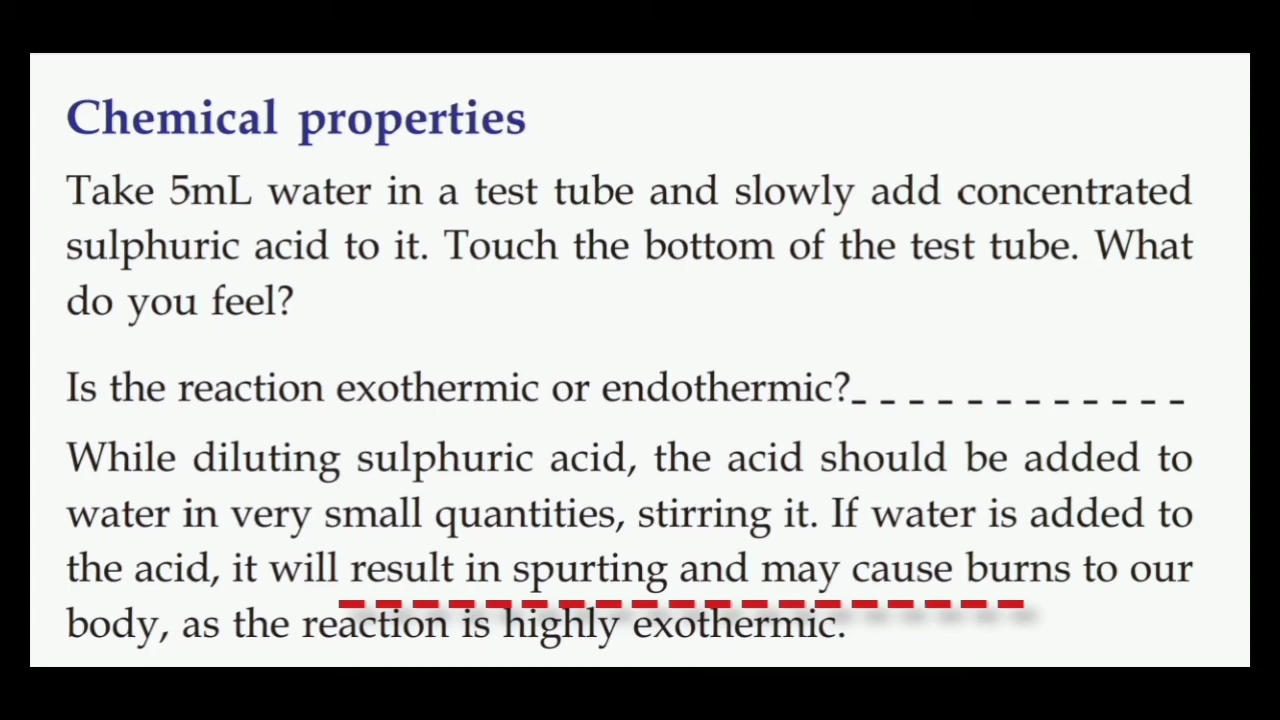 Chemical properties
Take 5mL water in a test tube and slowly add concentrated
sulphuric acid to it. Touch the bottom of the test tube. What
do you feel?
Is the reaction exothermic or endothermic?_ _ _ _ _ _ _ _ _ _ _ _
While diluting sulphuric acid, the acid should be added to
water in very small quantities, stirring it. If water is added to
the acid, it will result in spurting and may cause burns to our
body, as the reaction is highly exothermic.